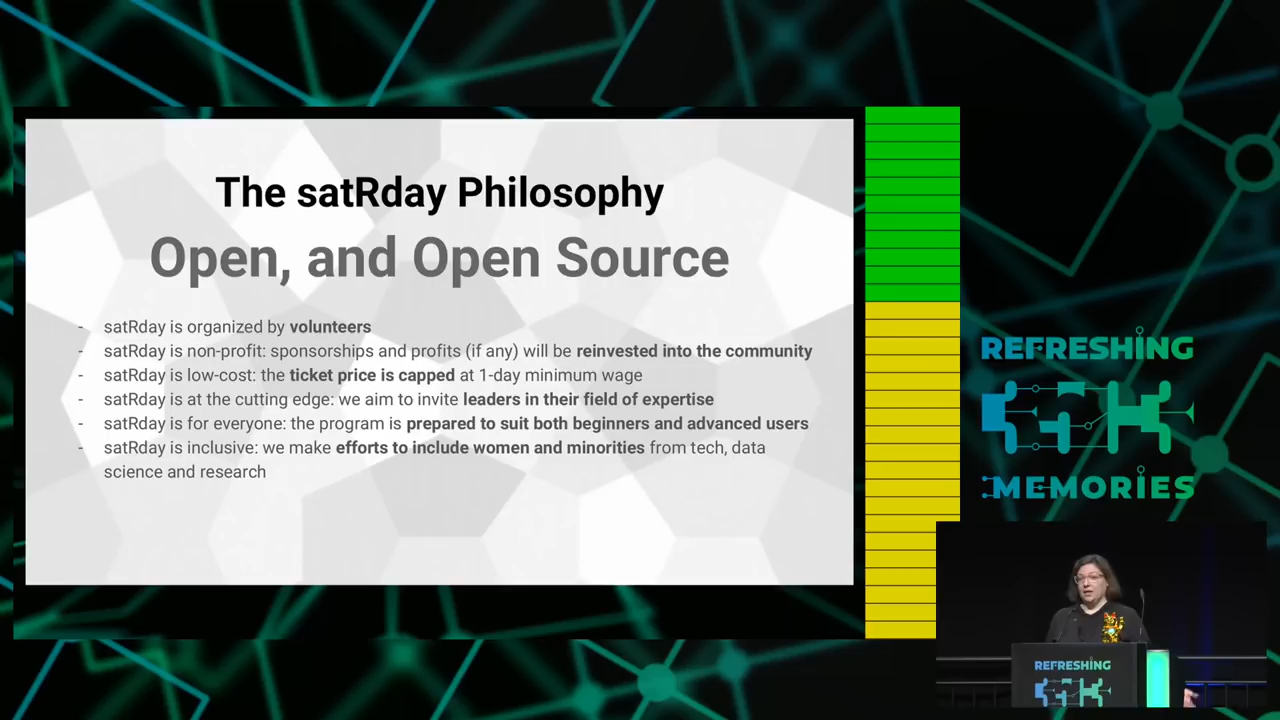 The satRday Philosophy
Open, and Open Source
- satRday is organized by volunteers
- satRday is non-profit: sponsorships and profits (if any) will be reinvested into the community
- satRday is low-cost: the ticket price is capped at 1-day minimum wage
- satRday is at the cutting edge: we aim to invite leaders in their field of expertise
- satRday is for everyone: the program is prepared to suit both beginners and advanced users
- satRday is inclusive: we make efforts to include women and minorities from tech, data
science and research
REFRESHING
MEMORIES
REFRESHING